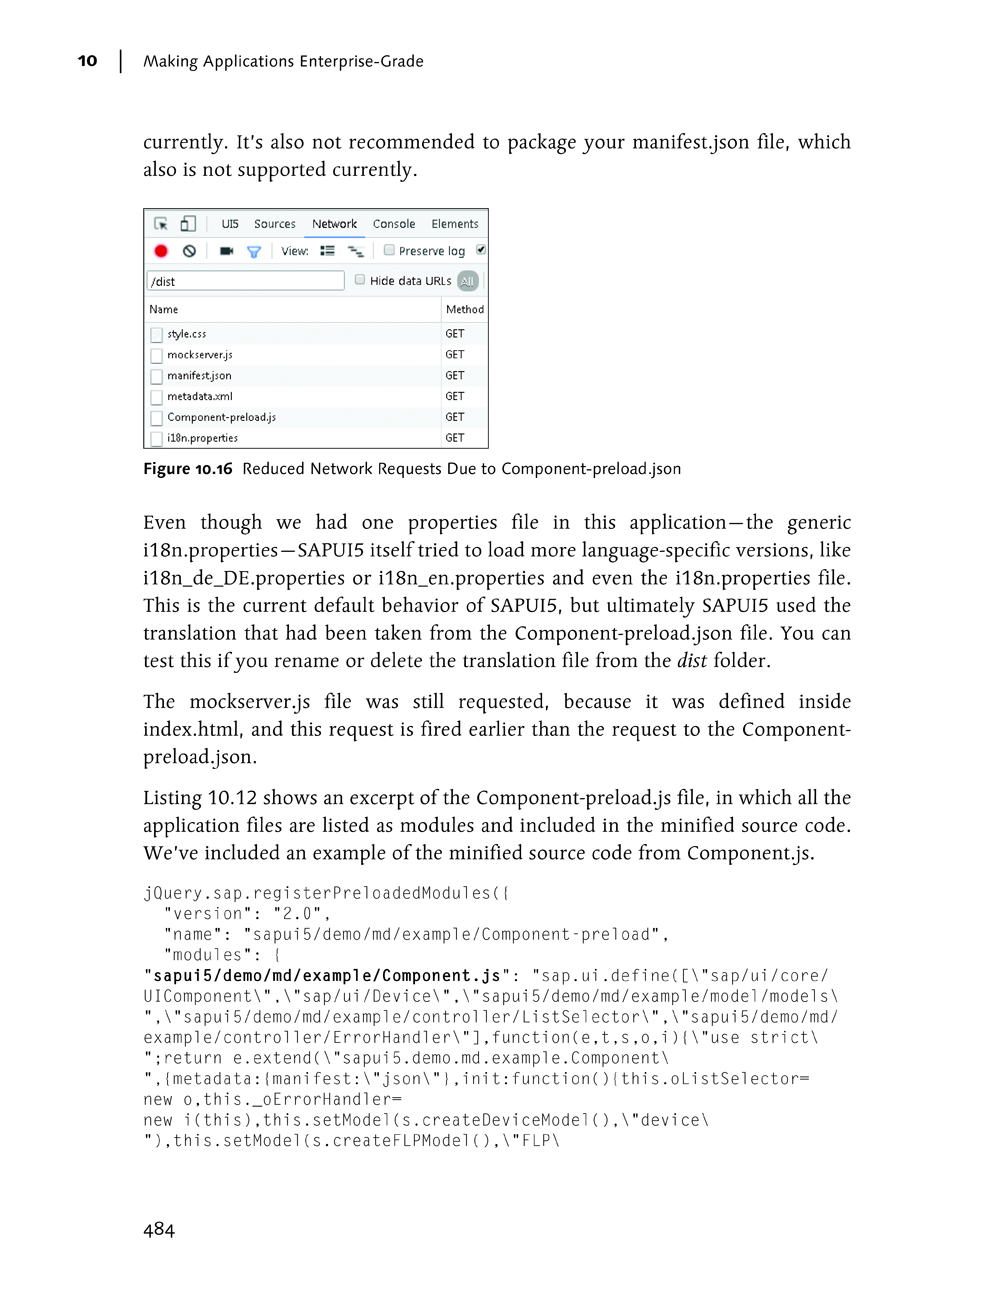 10 | Making Applications Enterprise-Grade
currently. It's also not recommended to package your manifest.json file, which
also is not supported currently.
UI5 Sources Network Console Elements
View: Preserve log
/dist Hide data URLs All
Name Method
style.css GET
mockserver.js GET
manifest.json GET
metadata.xml GET
Component-preload.js GET
i18n.properties GET
Figure 10.16 Reduced Network Requests Due to Component-preload.json
Even though we had one properties file in this application—the generic
i18n.properties—SAPUI5 itself tried to load more language-specific versions, like
i18n_de_DE.properties or i18n_en.properties and even the i18n.properties file.
This is the current default behavior of SAPUI5, but ultimately SAPUI5 used the
translation that had been taken from the Component-preload.json file. You can
test this if you rename or delete the translation file from the dist folder.
The mockserver.js file was still requested, because it was defined inside
index.html, and this request is fired earlier than the request to the Component-
preload.json.
Listing 10.12 shows an excerpt of the Component-preload.js file, in which all the
application files are listed as modules and included in the minified source code.
We've included an example of the minified source code from Component.js.
jQuery.sap.registerPreloadedModules({
  "version": "2.0",
  "name": "sapui5/demo/md/example/Component-preload",
  "modules": {
"sapui5/demo/md/example/Component.js": "sap.ui.define([\"sap/ui/core/
UIComponent\",\"sap/ui/Device\",\"sapui5/demo/md/example/model/models\
",\"sapui5/demo/md/example/controller/ListSelector\",\"sapui5/demo/md/
example/controller/ErrorHandler\"],function(e,t,s,o,i){\"use strict\
";return e.extend(\"sapui5.demo.md.example.Component\
",{metadata:{manifest:\"json\"},init:function(){this.oListSelector=
new o,this._oErrorHandler=
new i(this),this.setModel(s.createDeviceModel(),\"device\
"),this.setModel(s.createFLPModel(),\"FLP\
484